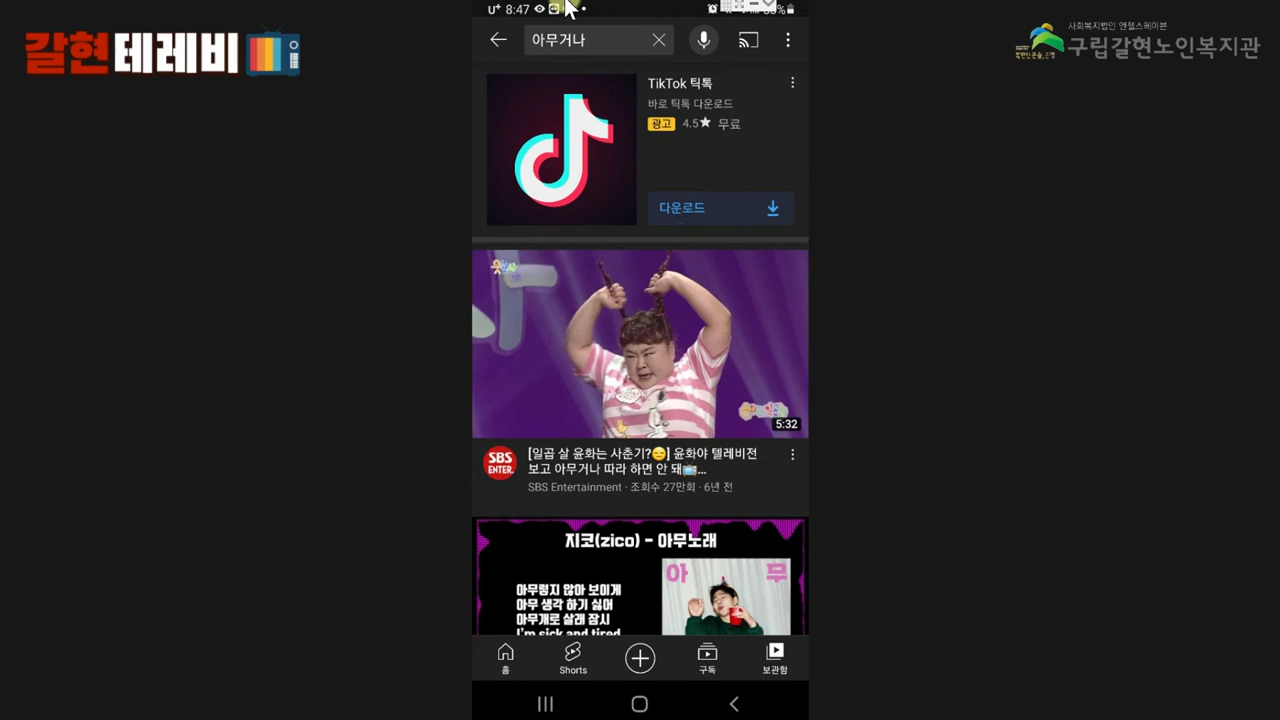 갈현테레비
사회복지법인 엔젤스헤이븐
구립갈현노인복지관
U+ 8:47
아무거나
TikTok 틱톡
바로 틱톡 다운로드
광고 4.5★ 무료
다운로드
5:32
SBS
ENTER.
[일곱 살 윤화는 사춘기?😑] 윤화야 텔레비전
보고 아무거나 따라 하면 안 돼📺...
SBS Entertainment · 조회수 27만회 · 6년 전
지코(zico) - 아무노래
아 무
아무렇지 않아 보이게
아무 생각 하기 싫어
아무개로 살래 잠시
I'm sick and tired
홈
Shorts
구독
보관함